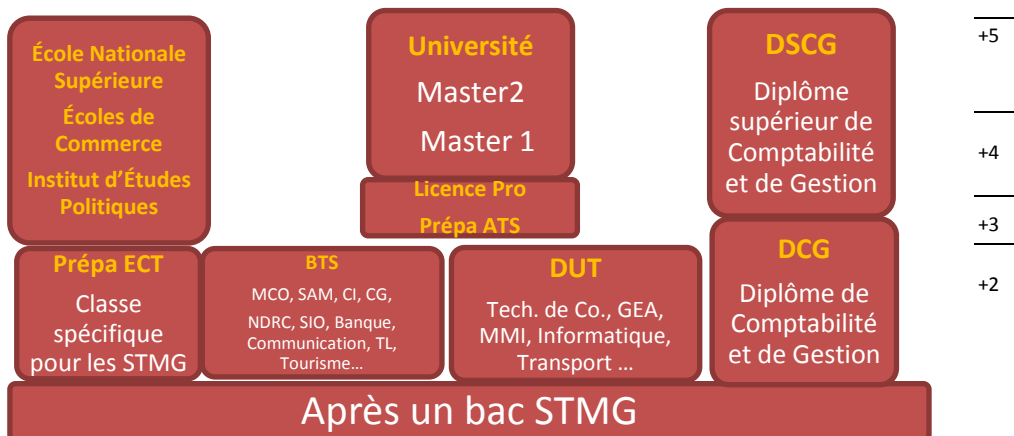 École Nationale
Supérieure
Écoles de
Commerce
Institut d'Études
Politiques
Université
Master2
Master 1
DSCG
Diplôme
supérieur de
Comptabilité
et de Gestion
+5
+4
+3
+2
Licence Pro
Prépa ATS
Prépa ECT
Classe
spécifique
pour les STMG
BTS
MCO, SAM, CI, CG,
NDRC, SIO, Banque,
Communication, TL,
Tourisme…
DUT
Tech. de Co., GEA,
MMI, Informatique,
Transport …
DCG
Diplôme de
Comptabilité
et de Gestion
Après un bac STMG